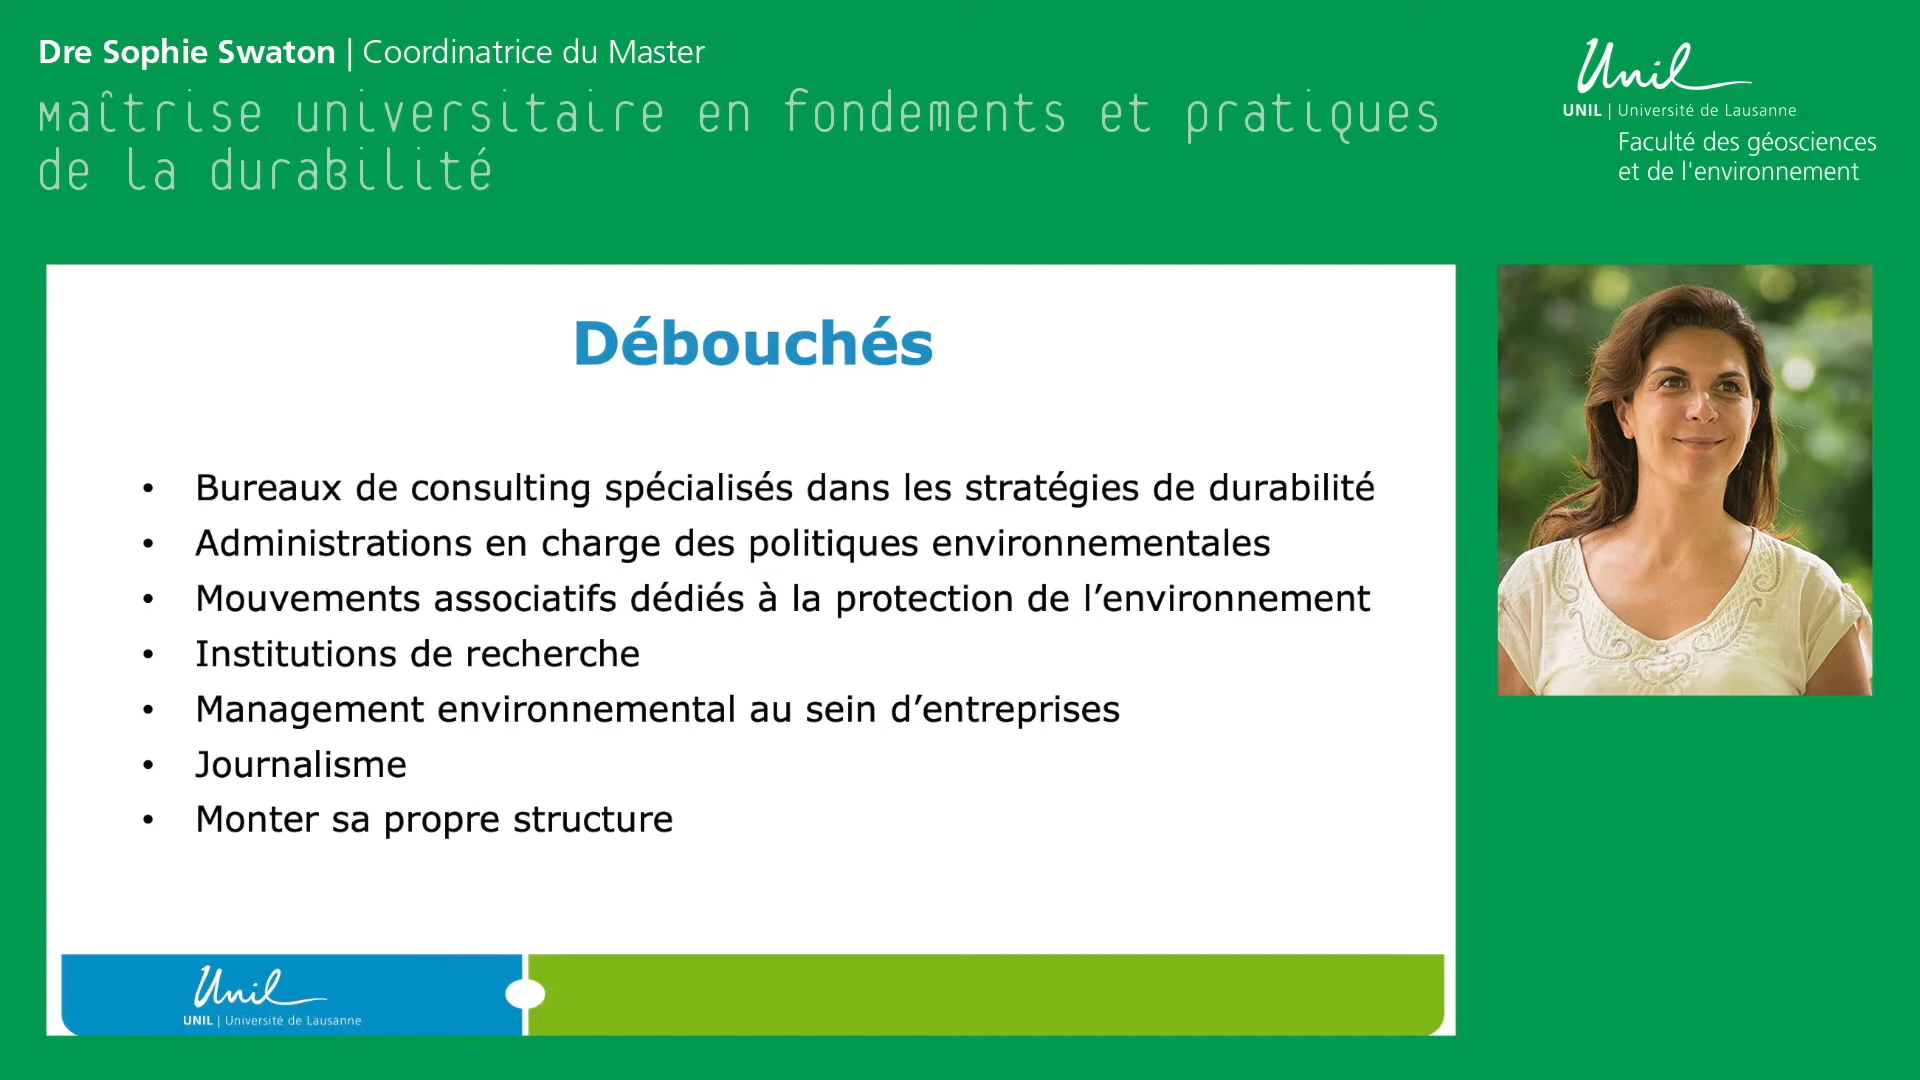 Dre Sophie Swaton | Coordinatrice du Master
Maîtrise universitaire en fondements et pratiques
de la durabilité
Unil
UNIL | Université de Lausanne
Faculté des géosciences
et de l'environnement
Débouchés
• Bureaux de consulting spécialisés dans les stratégies de durabilité
• Administrations en charge des politiques environnementales
• Mouvements associatifs dédiés à la protection de l’environnement
• Institutions de recherche
• Management environnemental au sein d’entreprises
• Journalisme
• Monter sa propre structure
Unil
UNIL | Université de Lausanne